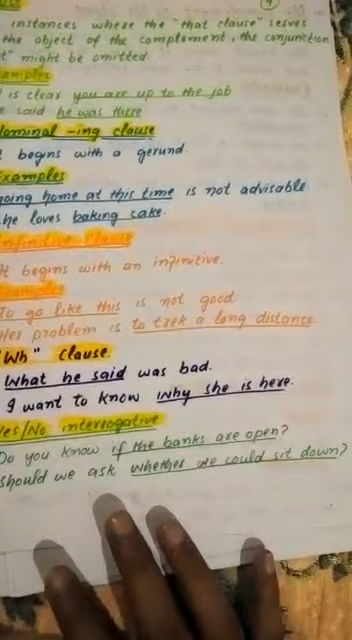 4
instances where the "that clause" serves
the object of the complement, the conjunction
t" might be omitted.
amples
is clear you are up to the job
e said he was there
Nominal -ing clause
t begins with a gerund.
Examples
going home at this time is not advisable.
he loves baking cake.
Infinitive Clause
It begins with an infinitive.
Examples
To go like this is not good
Her problem is to trek a long distance.
"Wh" Clause.
What he said was bad.
I want to know why she is here.
Yes/No interrogative
Do you know if the banks are open?
Should we ask whether we could sit down?